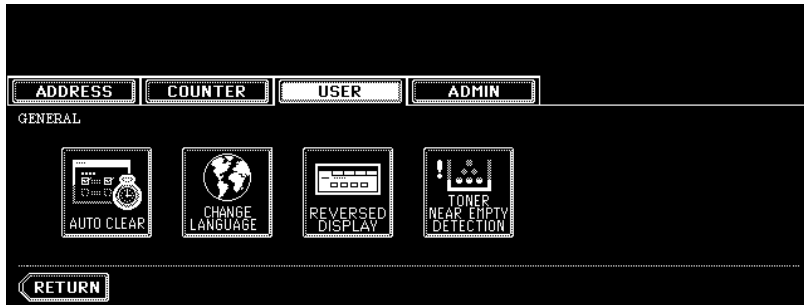 ADDRESS COUNTER USER ADMIN
GENERAL
AUTO CLEAR
CHANGE
LANGUAGE
REVERSED
DISPLAY
TONER
NEAR EMPTY
DETECTION
RETURN